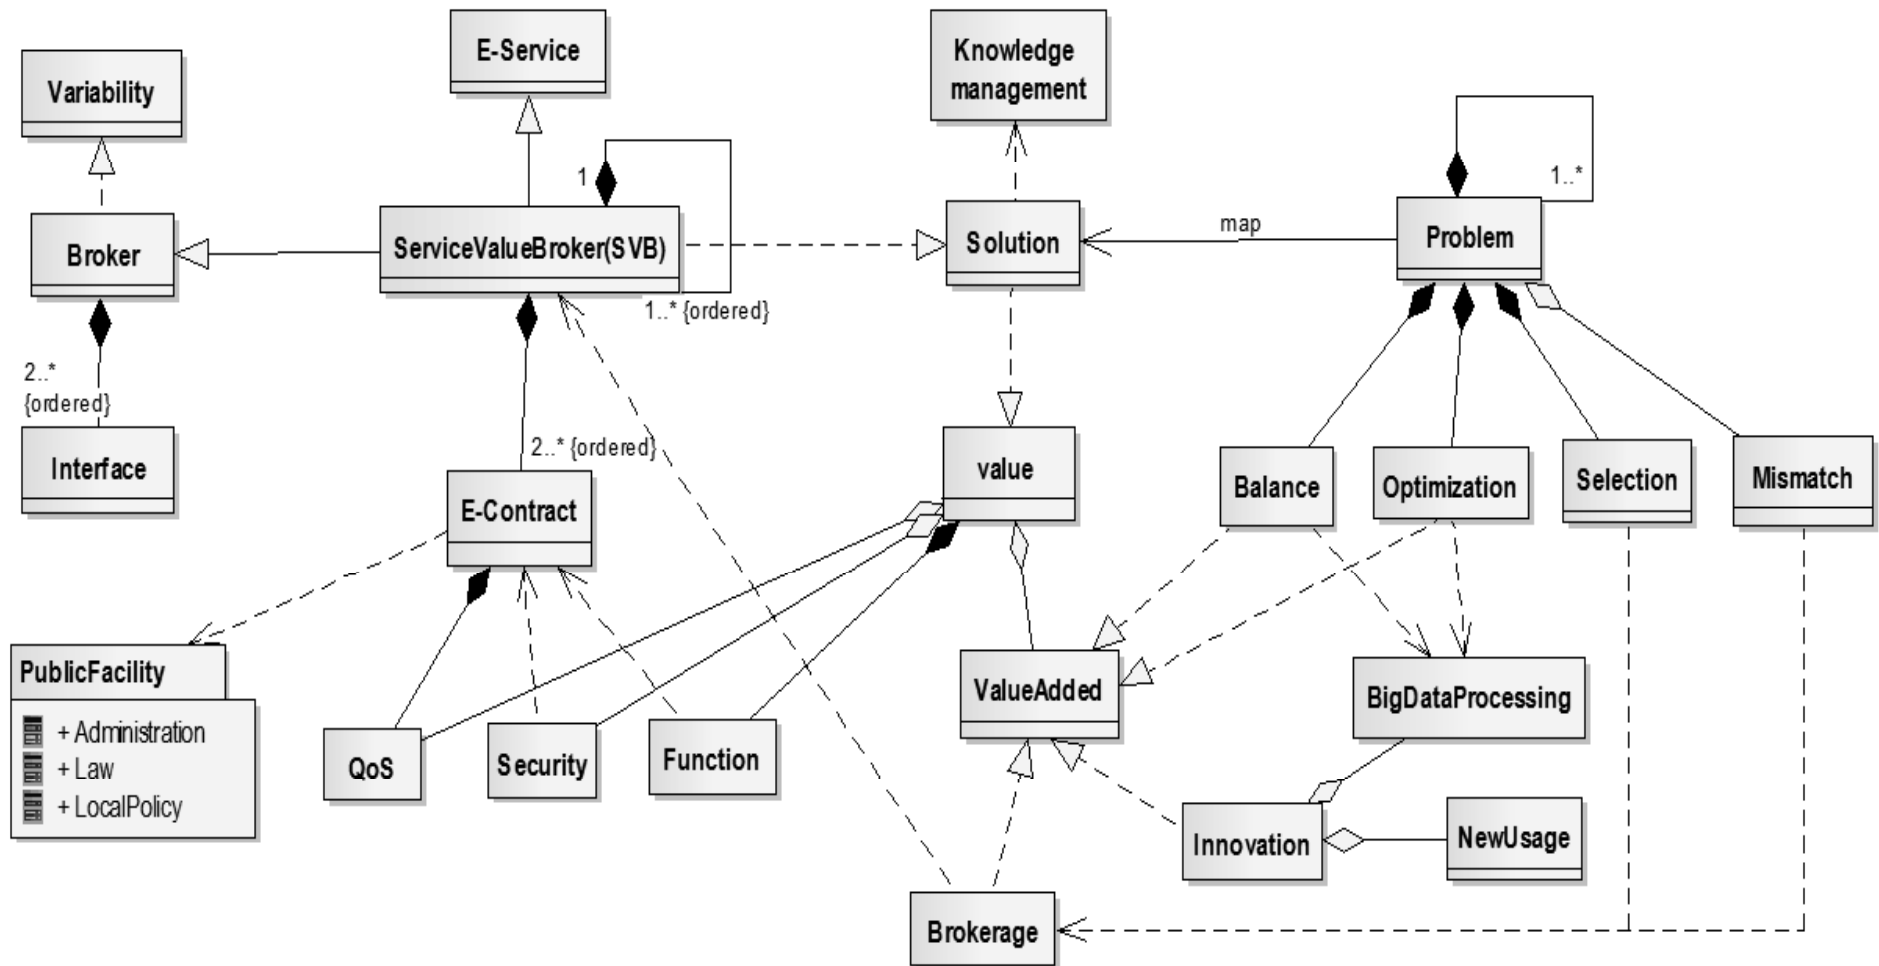 E-Service
Knowledge
management
Variability
1
1..*
Broker
ServiceValueBroker(SVB)
Solution
map
Problem
1..* {ordered}
2..*
{ordered}
2..* {ordered}
Interface
E-Contract
value
Balance
Optimization
Selection
Mismatch
PublicFacility
+ Administration
+ Law
+ LocalPolicy
QoS
Security
Function
ValueAdded
BigDataProcessing
Innovation
NewUsage
Brokerage